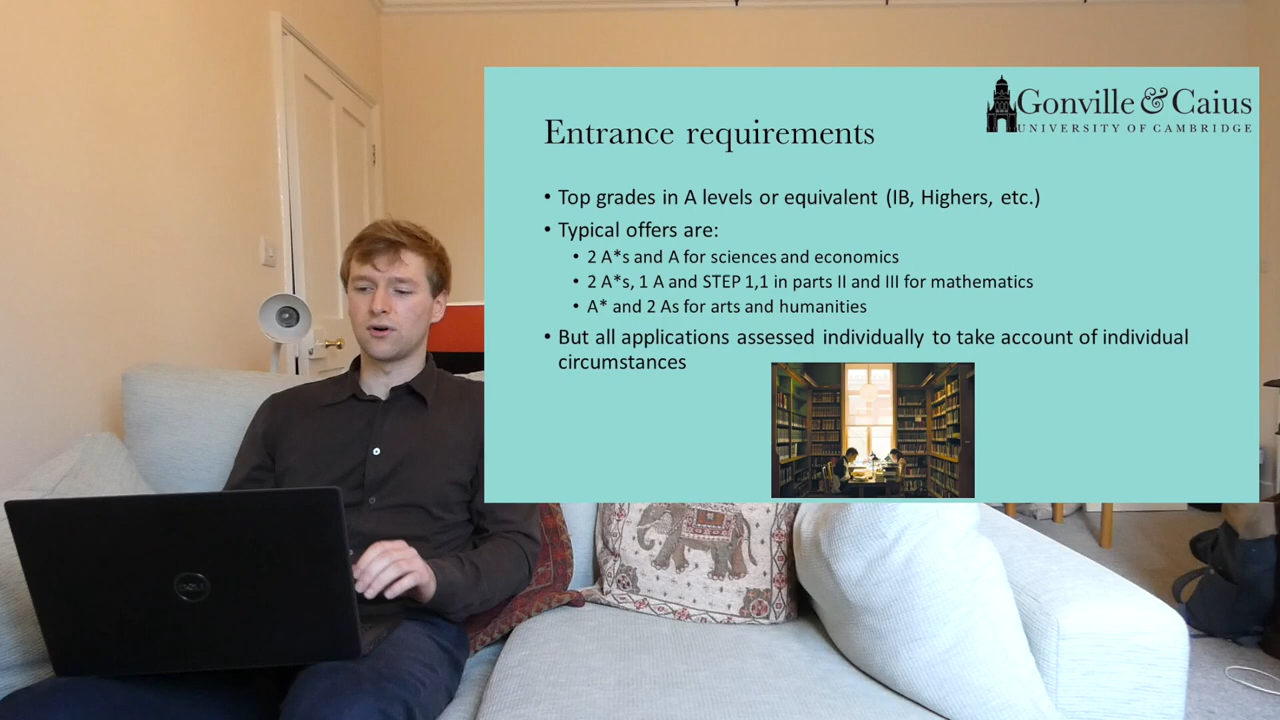 Gonville & Caius
UNIVERSITY OF CAMBRIDGE
Entrance requirements
• Top grades in A levels or equivalent (IB, Highers, etc.)
• Typical offers are:
• 2 A*s and A for sciences and economics
• 2 A*s, 1 A and STEP 1,1 in parts II and III for mathematics
• A* and 2 As for arts and humanities
• But all applications assessed individually to take account of individual
circumstances
DELL